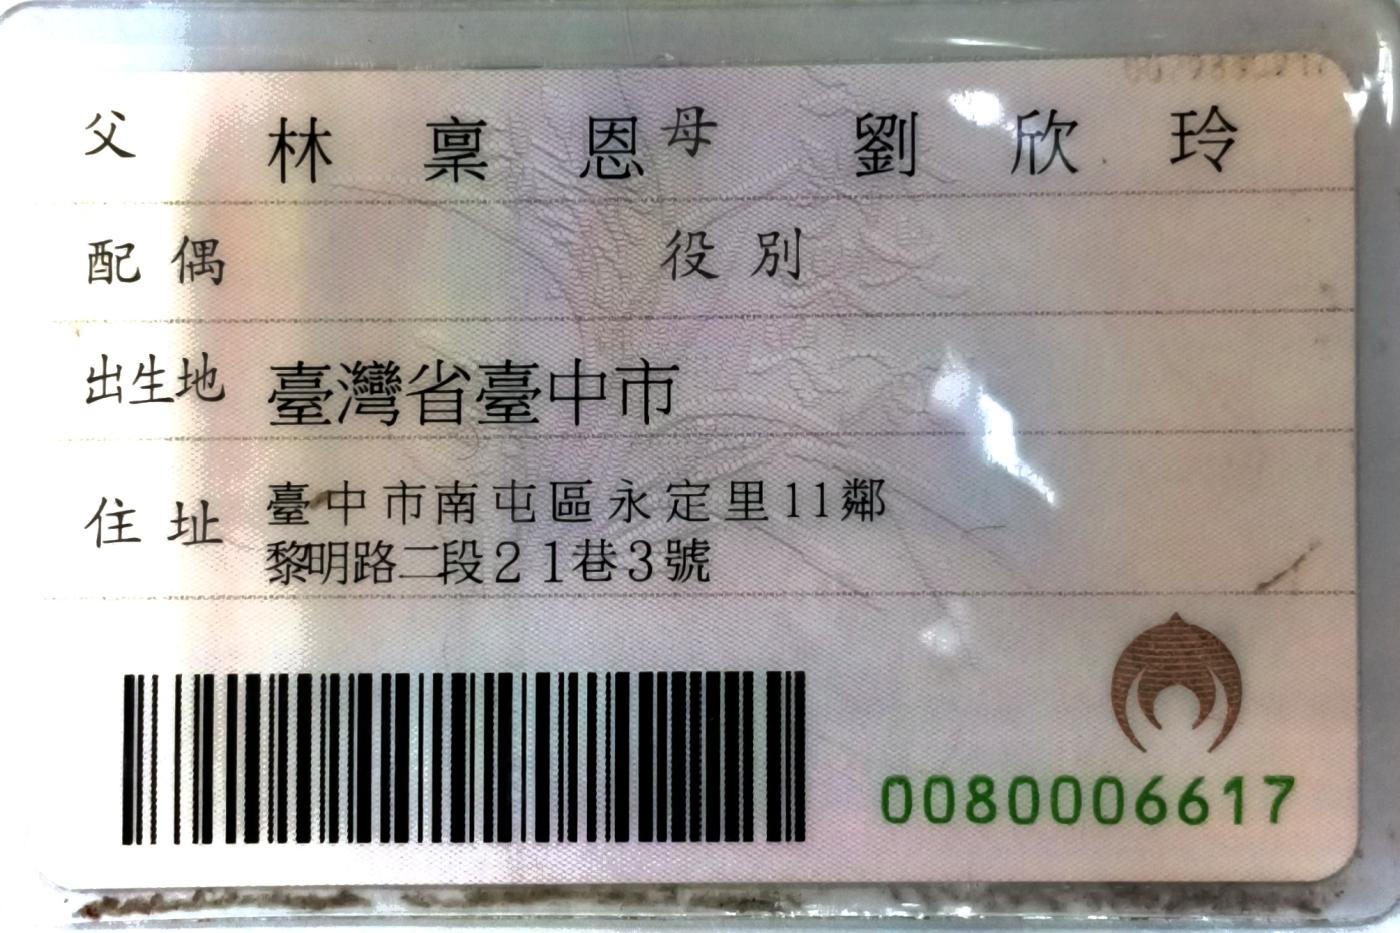 父 林稟恩 母 劉欣玲
配偶 役別
出生地 臺灣省臺中市
住址 臺中市南屯區永定里11鄰
黎明路二段21巷3號
0080006617